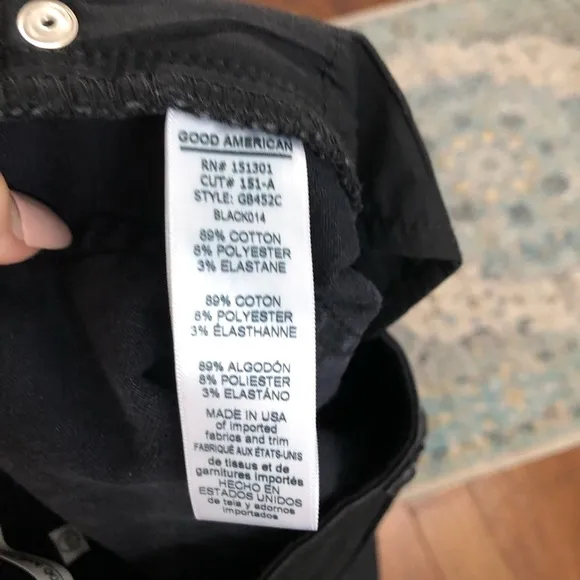 GOOD AMERICAN
RN# 151301
CUT# 151-A
STYLE: GB452C
BLACK014
89% COTTON
8% POLYESTER
3% ELASTANE
89% COTON
8% POLYESTER
3% ÉLASTHANNE
89% ALGODÓN
8% POLIESTER
3% ELASTÁNO
MADE IN USA
of imported
fabrics and trim
FABRIQUÉ AUX ÉTATS-UNIS
de tissus et de
garnitures importés
HECHO EN
ESTADOS UNIDOS
de tela y adornos
importados